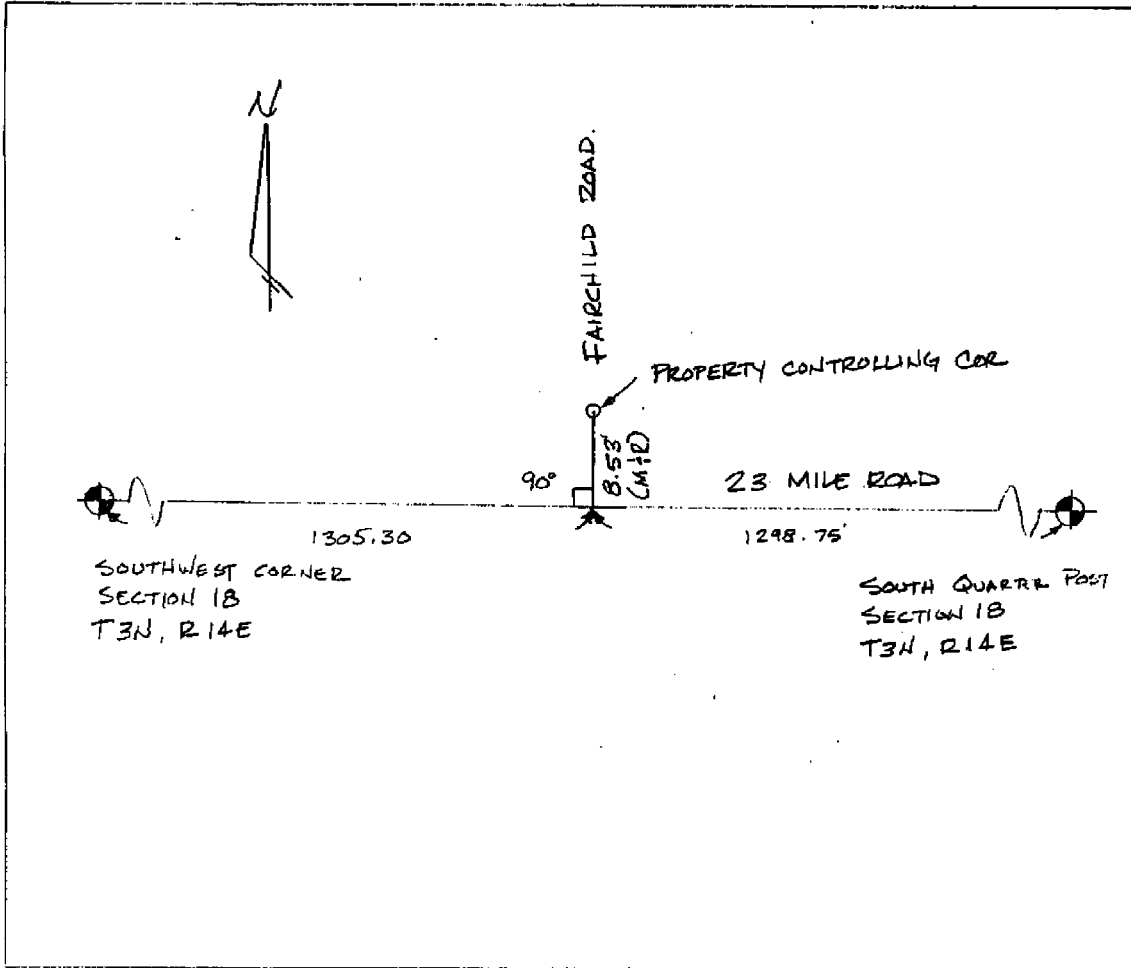 N
FAIRCHILD ROAD.
PROPERTY CONTROLLING COR
8.53'
(M÷R)
90°
23 MILE ROAD
1305.30
1298.75'
SOUTHWEST CORNER
SECTION 18
T3N, R14E
SOUTH QUARTER POST
SECTION 18
T3N, R14E